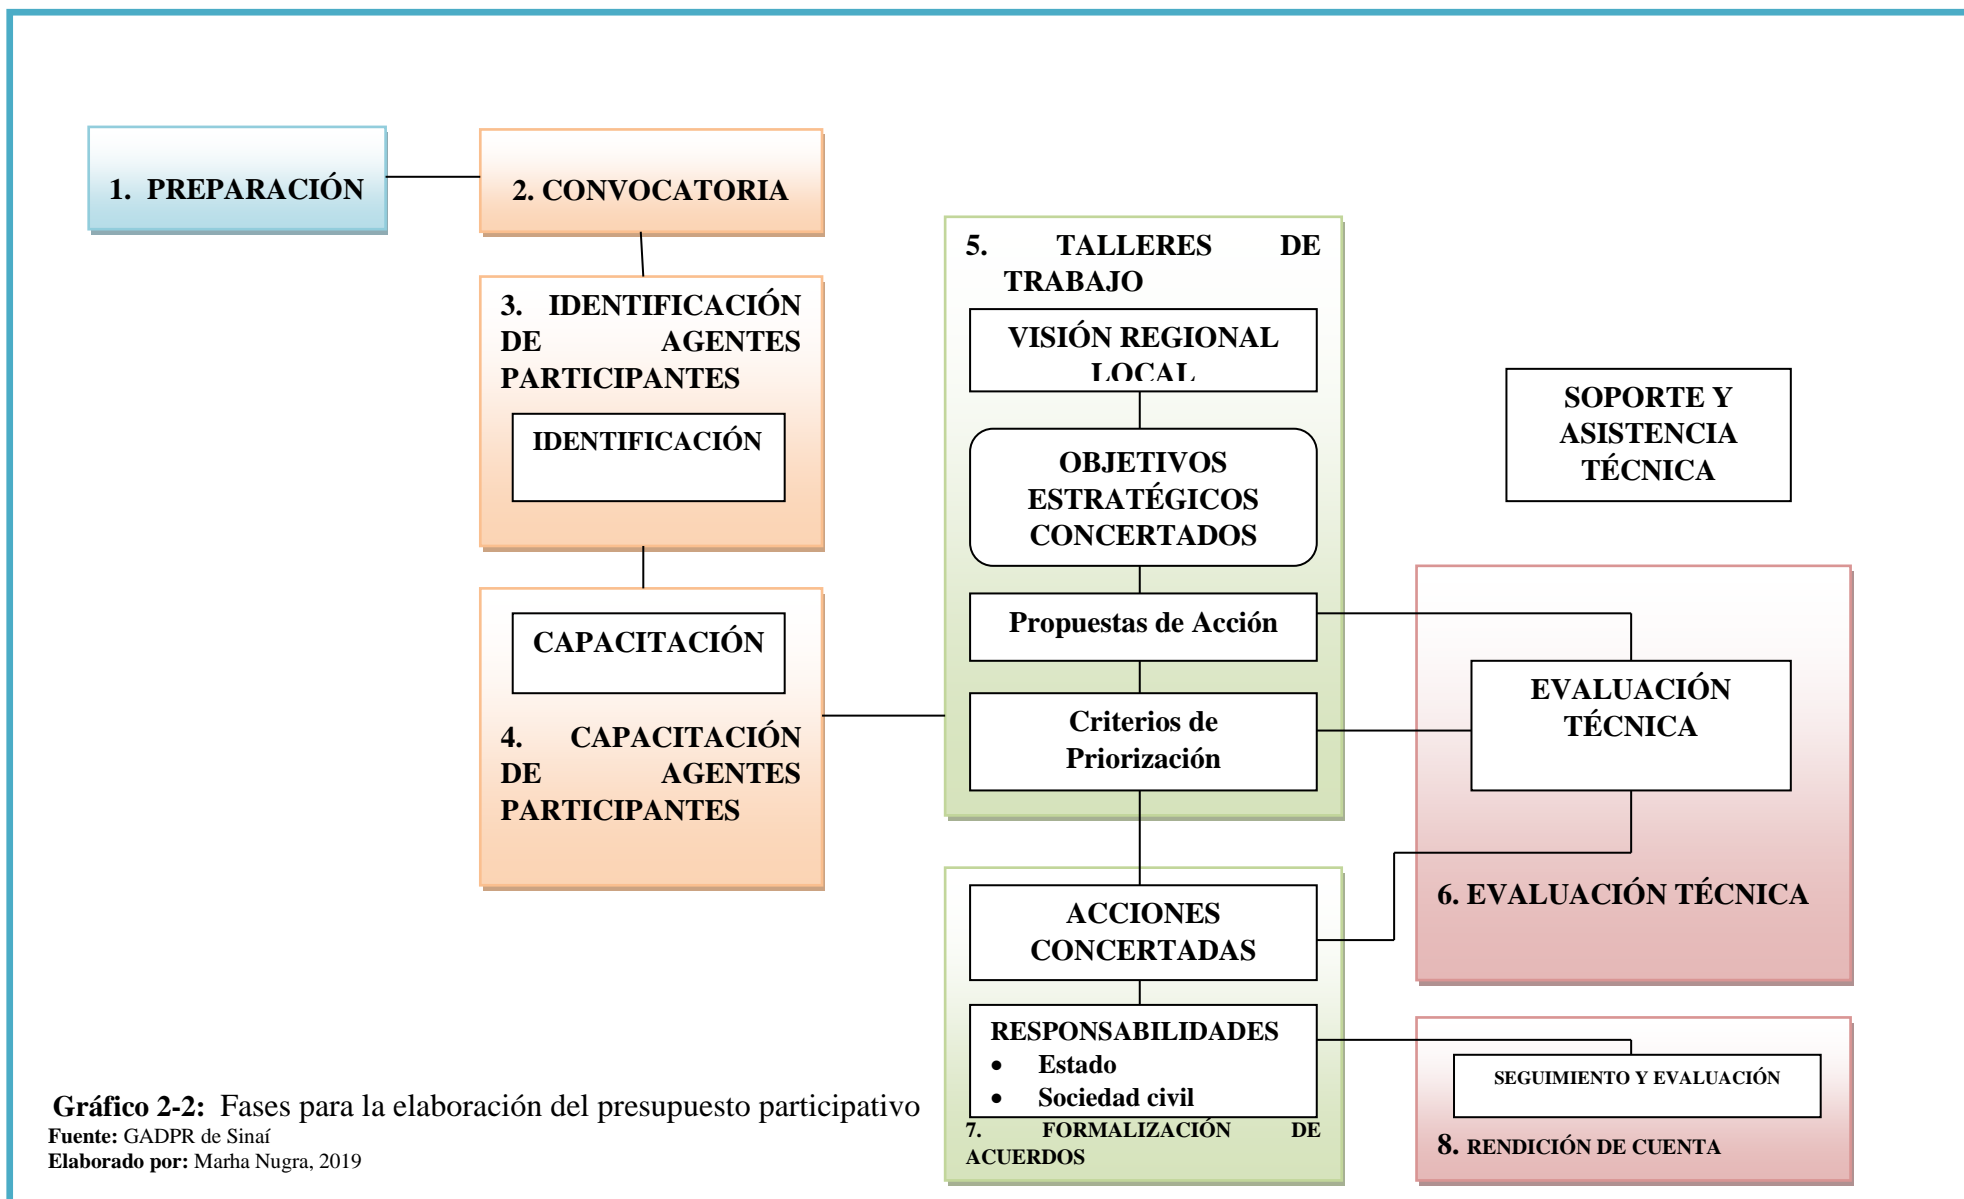 1. PREPARACIÓN
2. CONVOCATORIA
3. IDENTIFICACIÓN
DE AGENTES
PARTICIPANTES
IDENTIFICACIÓN
CAPACITACIÓN
4. CAPACITACIÓN
DE AGENTES
PARTICIPANTES
5. TALLERES DE
TRABAJO
VISIÓN REGIONAL
LOCAL
OBJETIVOS
ESTRATÉGICOS
CONCERTADOS
Propuestas de Acción
Criterios de
Priorización
SOPORTE Y
ASISTENCIA
TÉCNICA
EVALUACIÓN
TÉCNICA
6. EVALUACIÓN TÉCNICA
ACCIONES
CONCERTADAS
RESPONSABILIDADES
• Estado
• Sociedad civil
7. FORMALIZACIÓN DE
ACUERDOS
SEGUIMIENTO Y EVALUACIÓN
8. RENDICIÓN DE CUENTA
Gráfico 2-2: Fases para la elaboración del presupuesto participativo
Fuente: GADPR de Sinaí
Elaborado por: Marha Nugra, 2019